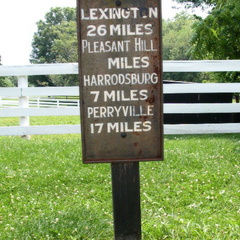 LEXINGTON
26 MILES
PLEASANT HILL
MILES
HARRODSBURG
7 MILES
PERRYVILLE
17 MILES